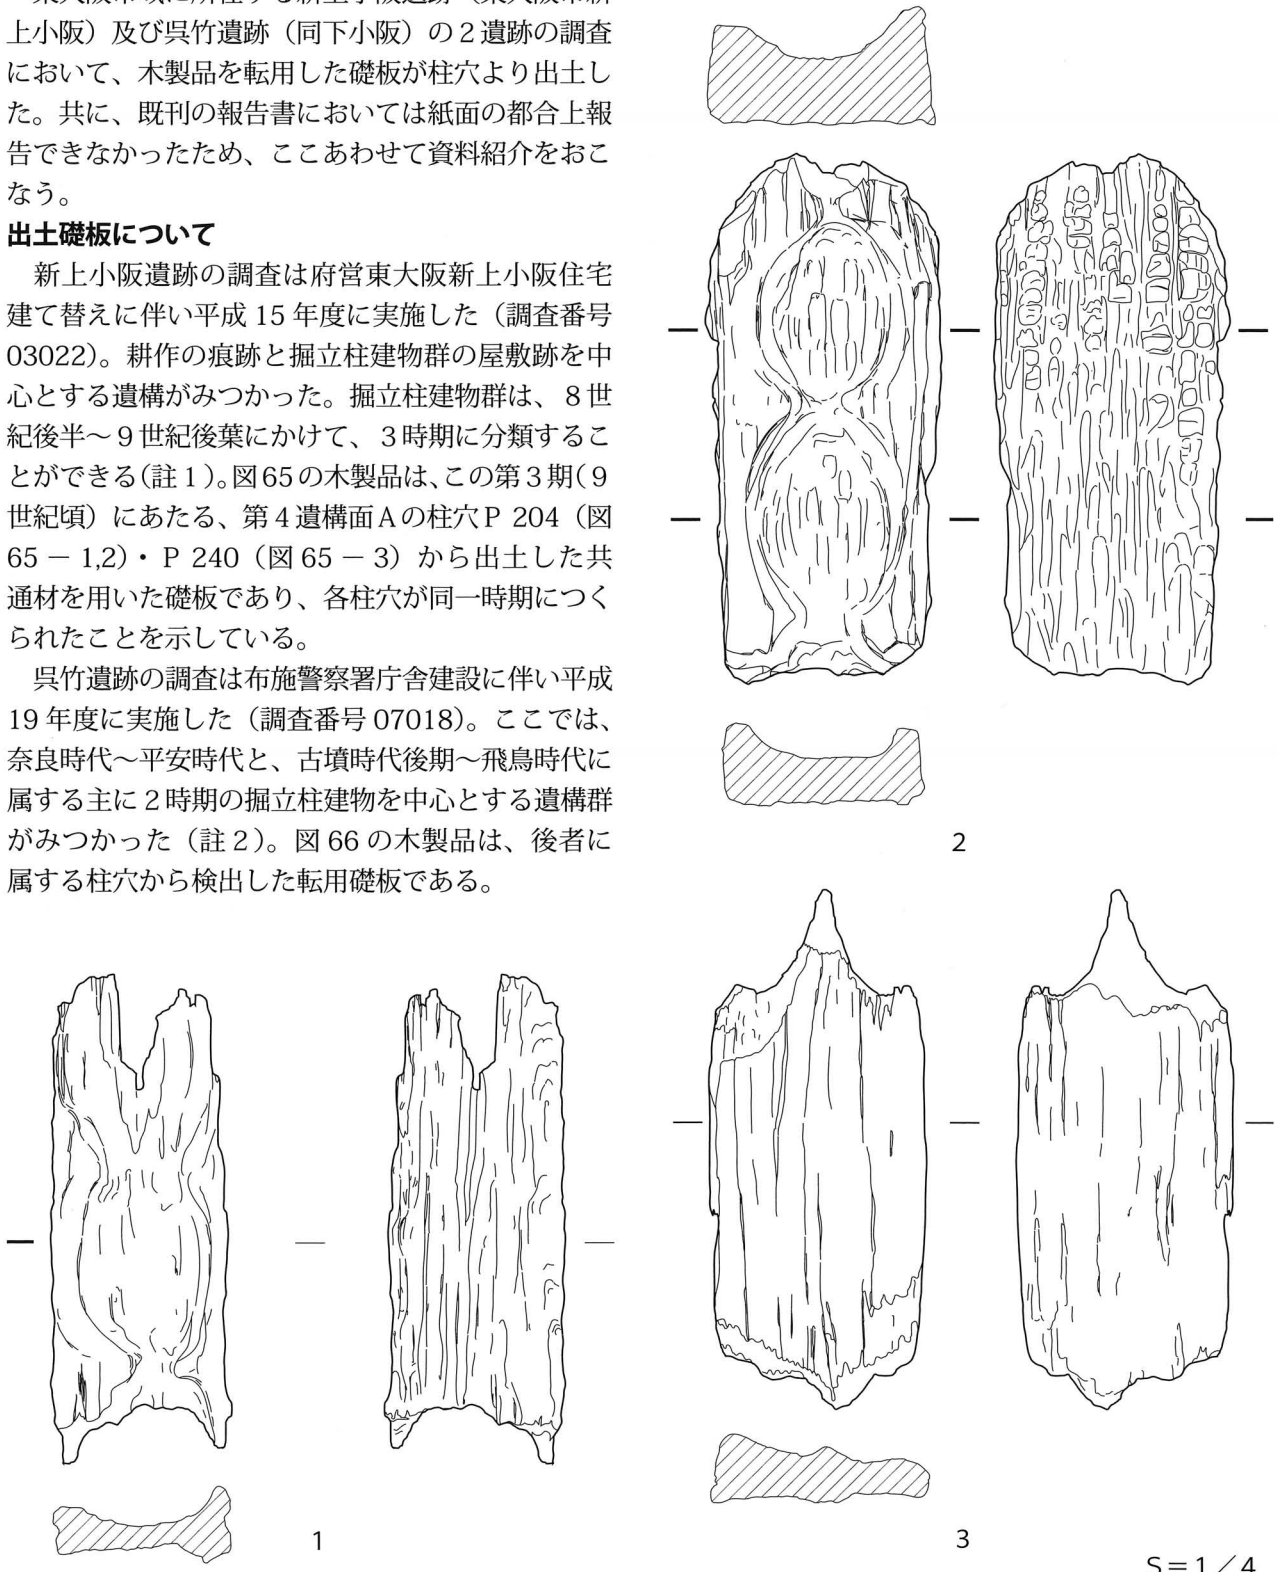 上小阪）及び呉竹遺跡（同下小阪）の２遺跡の調査
において、木製品を転用した礎板が柱穴より出土し
た。共に、既刊の報告書においては紙面の都合上報
告できなかったため、ここあわせて資料紹介をおこ
なう。
出土礎板について
　新上小阪遺跡の調査は府営東大阪新上小阪住宅
建て替えに伴い平成 15 年度に実施した（調査番号
03022）。耕作の痕跡と掘立柱建物群の屋敷跡を中
心とする遺構がみつかった。掘立柱建物群は、８世
紀後半～９世紀後葉にかけて、３時期に分類するこ
とができる（註１）。図65の木製品は、この第３期（９
世紀頃）にあたる、第４遺構面Ａの柱穴Ｐ 204（図
65 － 1,2）・Ｐ 240（図 65 － 3）から出土した共
通材を用いた礎板であり、各柱穴が同一時期につく
られたことを示している。
　呉竹遺跡の調査は布施警察署庁舎建設に伴い平成
19 年度に実施した（調査番号 07018）。ここでは、
奈良時代～平安時代と、古墳時代後期～飛鳥時代に
属する主に２時期の掘立柱建物を中心とする遺構群
がみつかった（註２）。図 66 の木製品は、後者に
属する柱穴から検出した転用礎板である。
2
1
3
S＝１／４